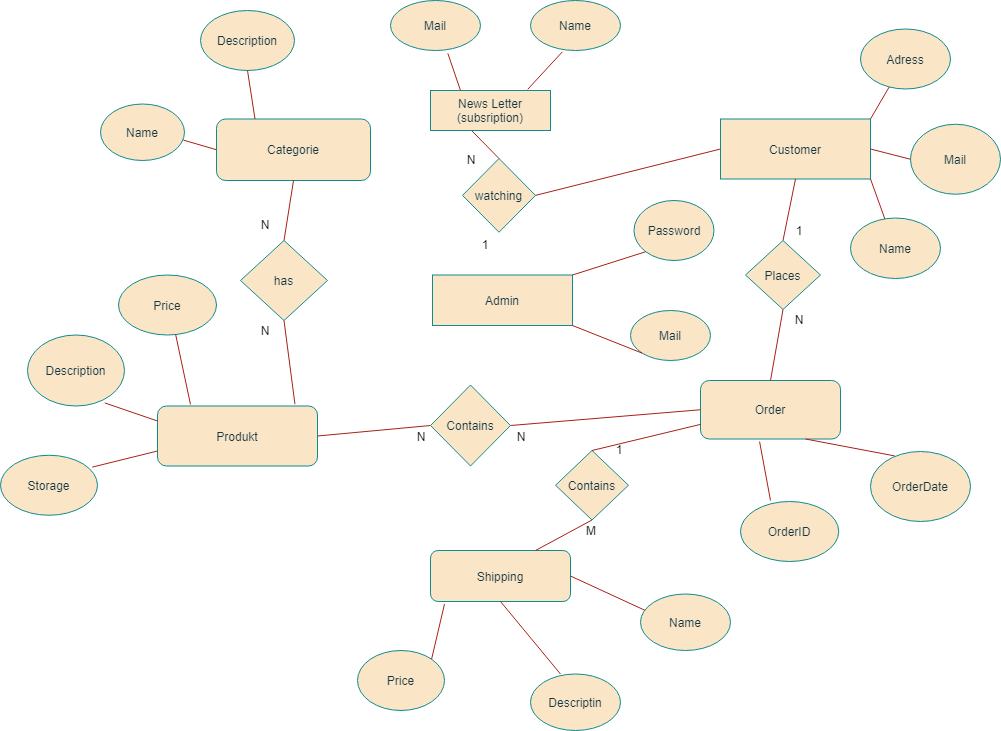 Mail
Name
Description
Adress
News Letter
(subsription)
Name
Categorie
Customer
Mail
N
watching
N
Password
1
1
Name
has
Places
Admin
Price
N
N
Mail
Description
Order
Produkt
Contains
N
N
1
Storage
Contains
OrderDate
M
OrderID
Shipping
Name
Price
Descriptin